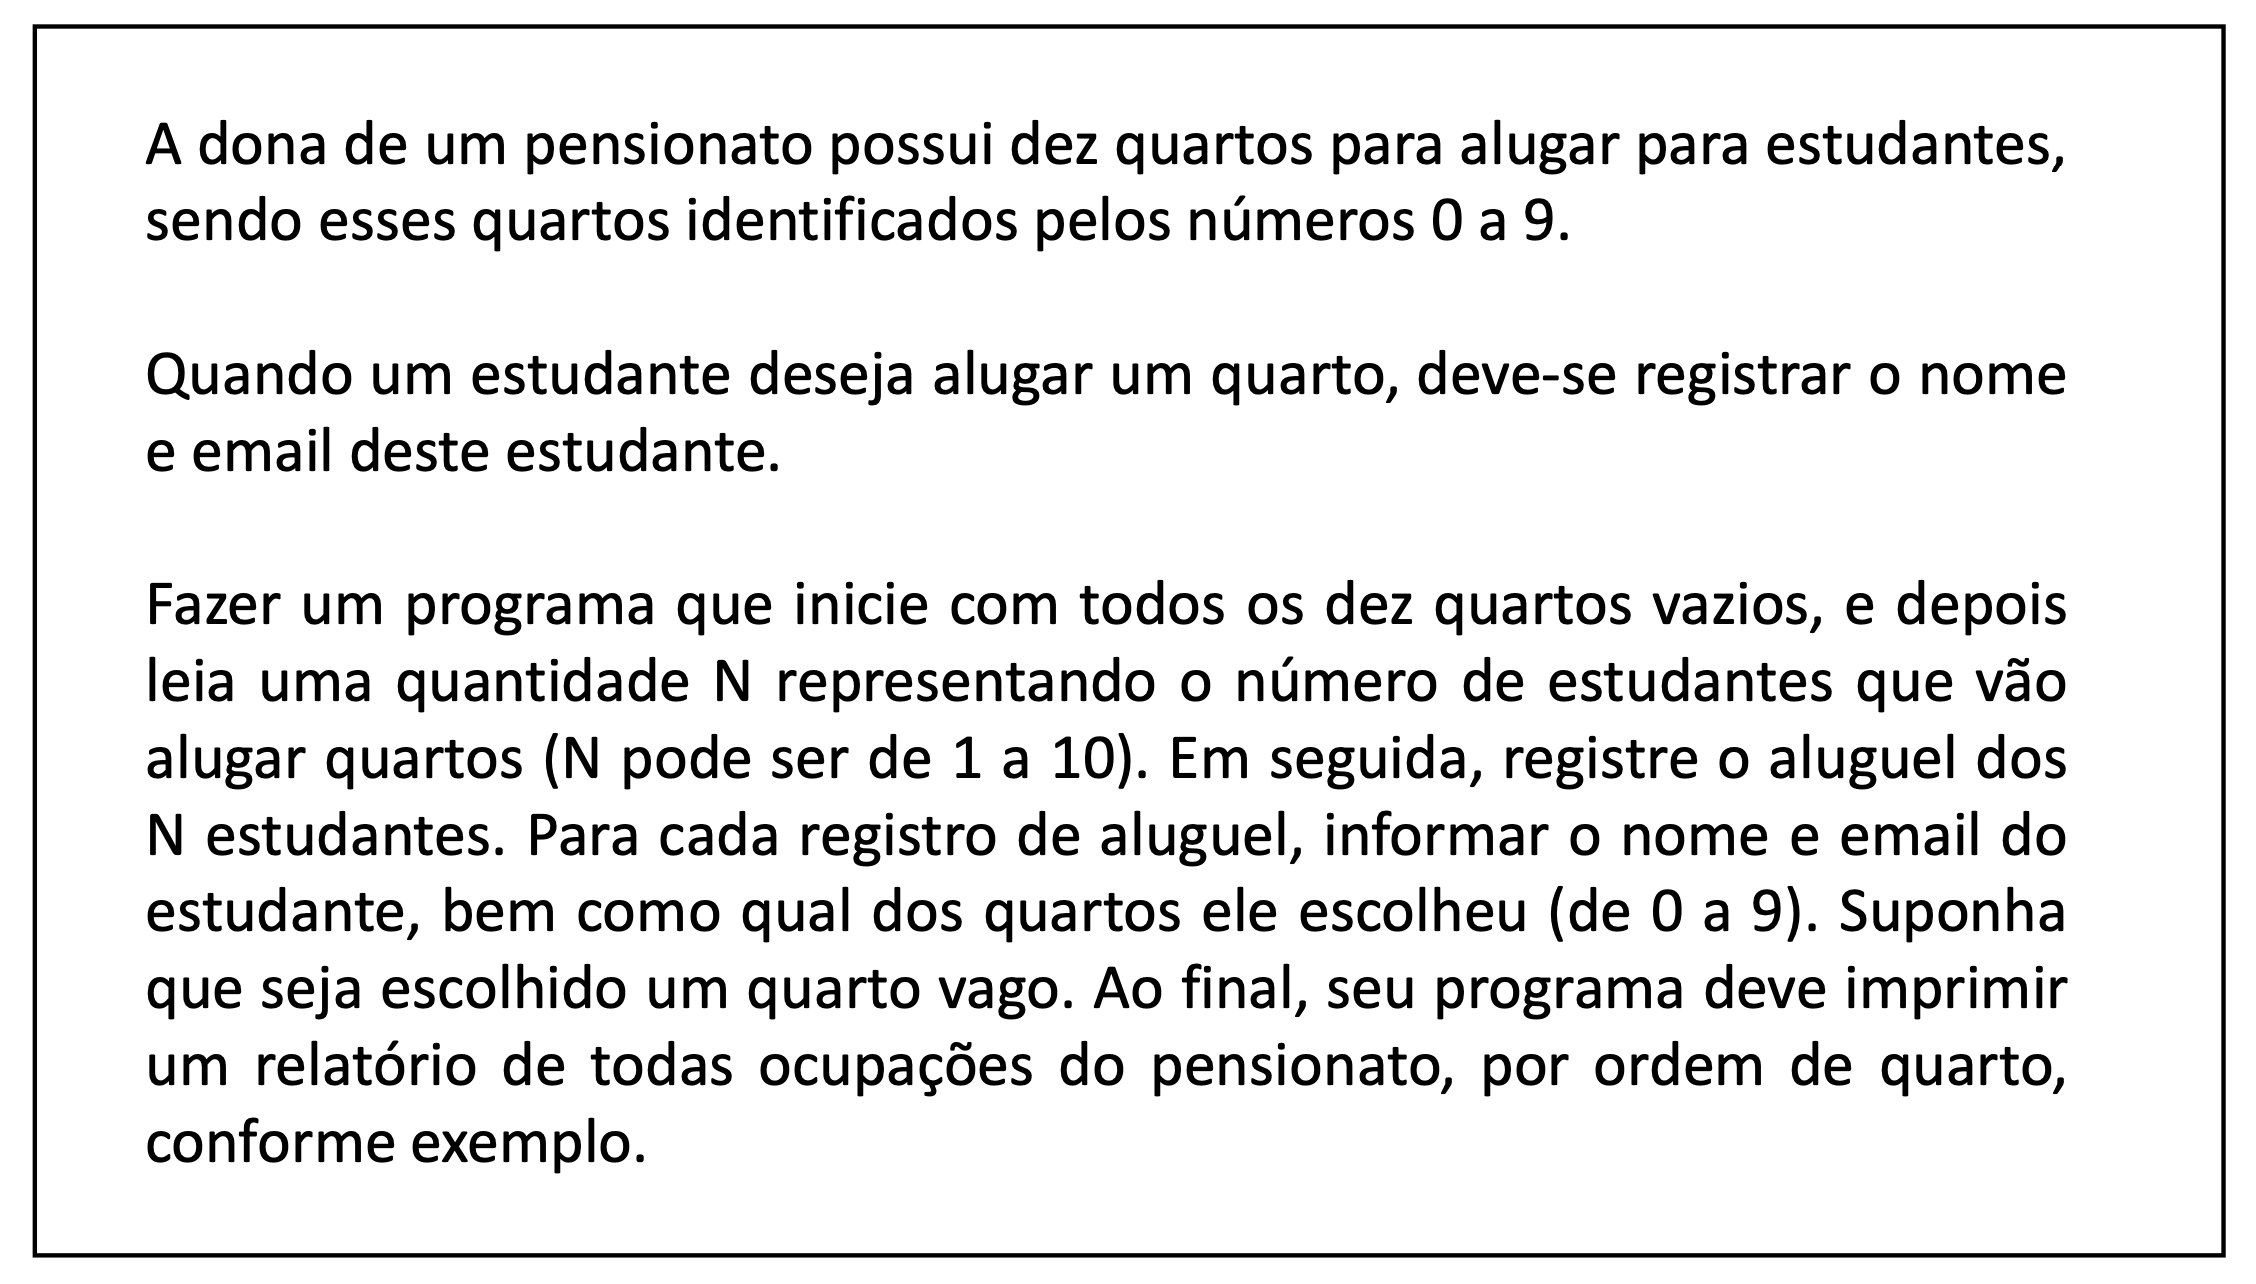 A dona de um pensionato possui dez quartos para alugar para estudantes,
sendo esses quartos identificados pelos números 0 a 9.
Quando um estudante deseja alugar um quarto, deve-se registrar o nome
e email deste estudante.
Fazer um programa que inicie com todos os dez quartos vazios, e depois
leia uma quantidade N representando o número de estudantes que vão
alugar quartos (N pode ser de 1 a 10). Em seguida, registre o aluguel dos
N estudantes. Para cada registro de aluguel, informar o nome e email do
estudante, bem como qual dos quartos ele escolheu (de 0 a 9). Suponha
que seja escolhido um quarto vago. Ao final, seu programa deve imprimir
um relatório de todas ocupações do pensionato, por ordem de quarto,
conforme exemplo.